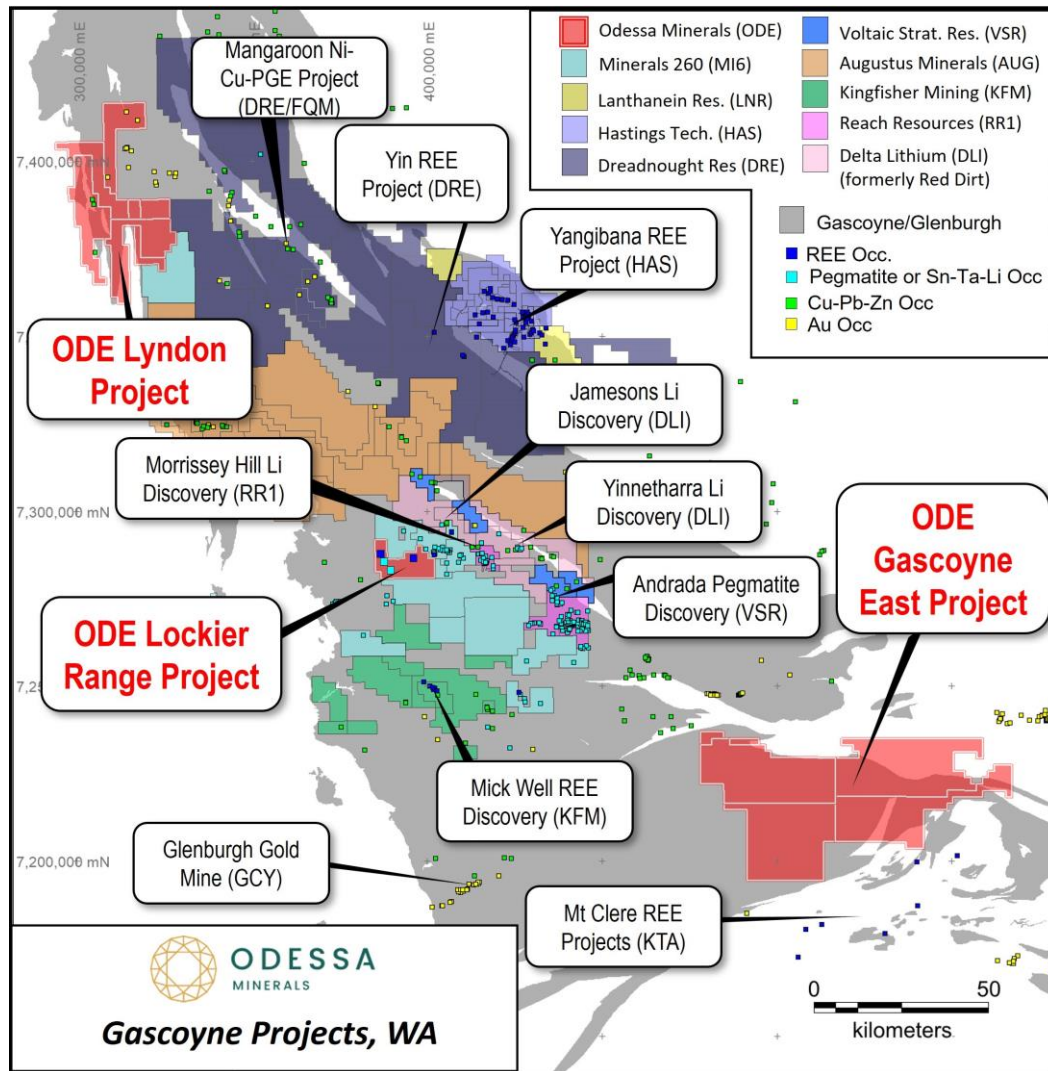 300,000 mE
mE
400,000 mE
Mangaroon Ni-
Cu-PGE Project
(DRE/FQM)
Odessa Minerals (ODE)
Minerals 260 (MI6)
Lanthanein Res. (LNR)
Hastings Tech. (HAS)
Dreadnought Res (DRE)
Voltaic Strat. Res. (VSR)
Augustus Minerals (AUG)
Kingfisher Mining (KFM)
Reach Resources (RR1)
Delta Lithium (DLI)
(formerly Red Dirt)
Gascoyne/Glenburgh
REE Occ.
Pegmatite or Sn-Ta-Li Occ
Cu-Pb-Zn Occ
Au Occ
7,400,000 mN
Yin REE
Project (DRE)
Yangibana REE
Project (HAS)
ODE Lyndon
Project
Jamesons Li
Discovery (DLI)
Morrissey Hill Li
Discovery (RR1)
Yinnetharra Li
Discovery (DLI)
7,300,000 mN
ODE
Gascoyne
East Project
Andrada Pegmatite
Discovery (VSR)
ODE Lockier
Range Project
7,25
Mick Well REE
Discovery (KFM)
Glenburgh Gold
Mine (GCY)
7,200,000 mN
Mt Clere REE
Projects (KTA)
ODESSA
MINERALS
Gascoyne Projects, WA
0 50
kilometers